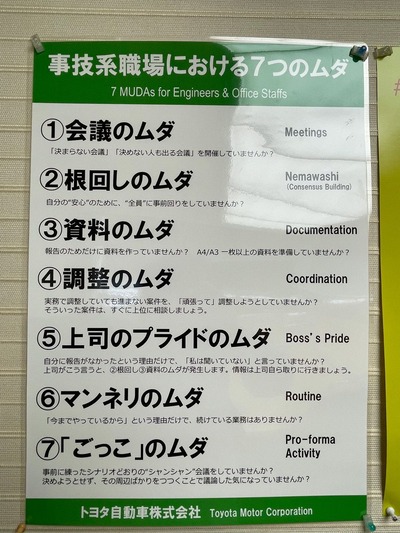 事技系職場における7つのムダ
7 MUDAs for Engineers & Office Staffs
①会議のムダ Meetings
「決まらない会議」「決めない人も出る会議」を開催していませんか?
②根回しのムダ Nemawashi
(Consensus Building)
自分の"安心"のために、"全員"に事前回りをしていませんか?
③資料のムダ Documentation
報告のためだけに資料を作っていませんか? A4/A3 一枚以上の資料を準備していませんか?
④調整のムダ Coordination
実務で調整していても進まない案件を、「頑張って」調整しようとしていませんか?
そういった案件は、すぐに上位に相談しましょう。
⑤上司のプライドのムダ Boss's Pride
自分に報告がなかったという理由だけで、「私は聞いていない」と言っていませんか?
上司がこう言うと、②根回し③資料のムダが発生します。情報は上司自ら取りに行きましょう。
⑥マンネリのムダ Routine
「今までやっているから」という理由だけで、続けている業務はありませんか?
⑦「ごっこ」のムダ Pro-forma
Activity
事前に練ったシナリオどおりの"シャンシャン"会議をしていませんか?
決めようとせず、その周辺ばかりをつつくことで議論した気になっていませんか?
トヨタ自動車株式会社 Toyota Motor Corporation
#